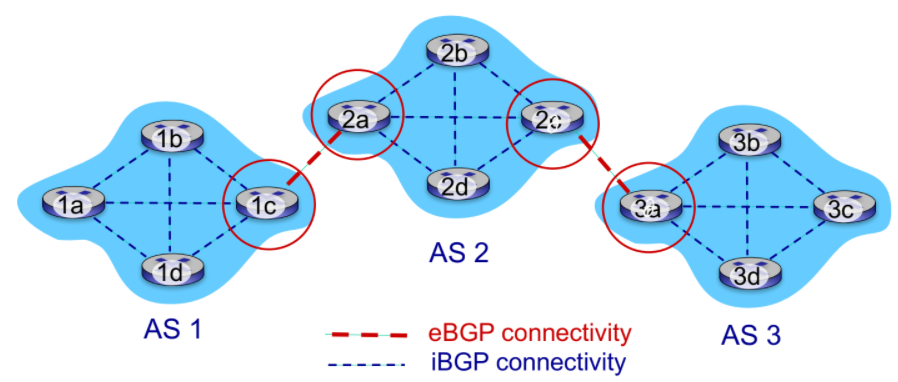 2b
2a
2c
2d
AS 2
1b
1a
1c
1d
AS 1
3b
3a
3c
3d
AS 3
eBGP connectivity
iBGP connectivity